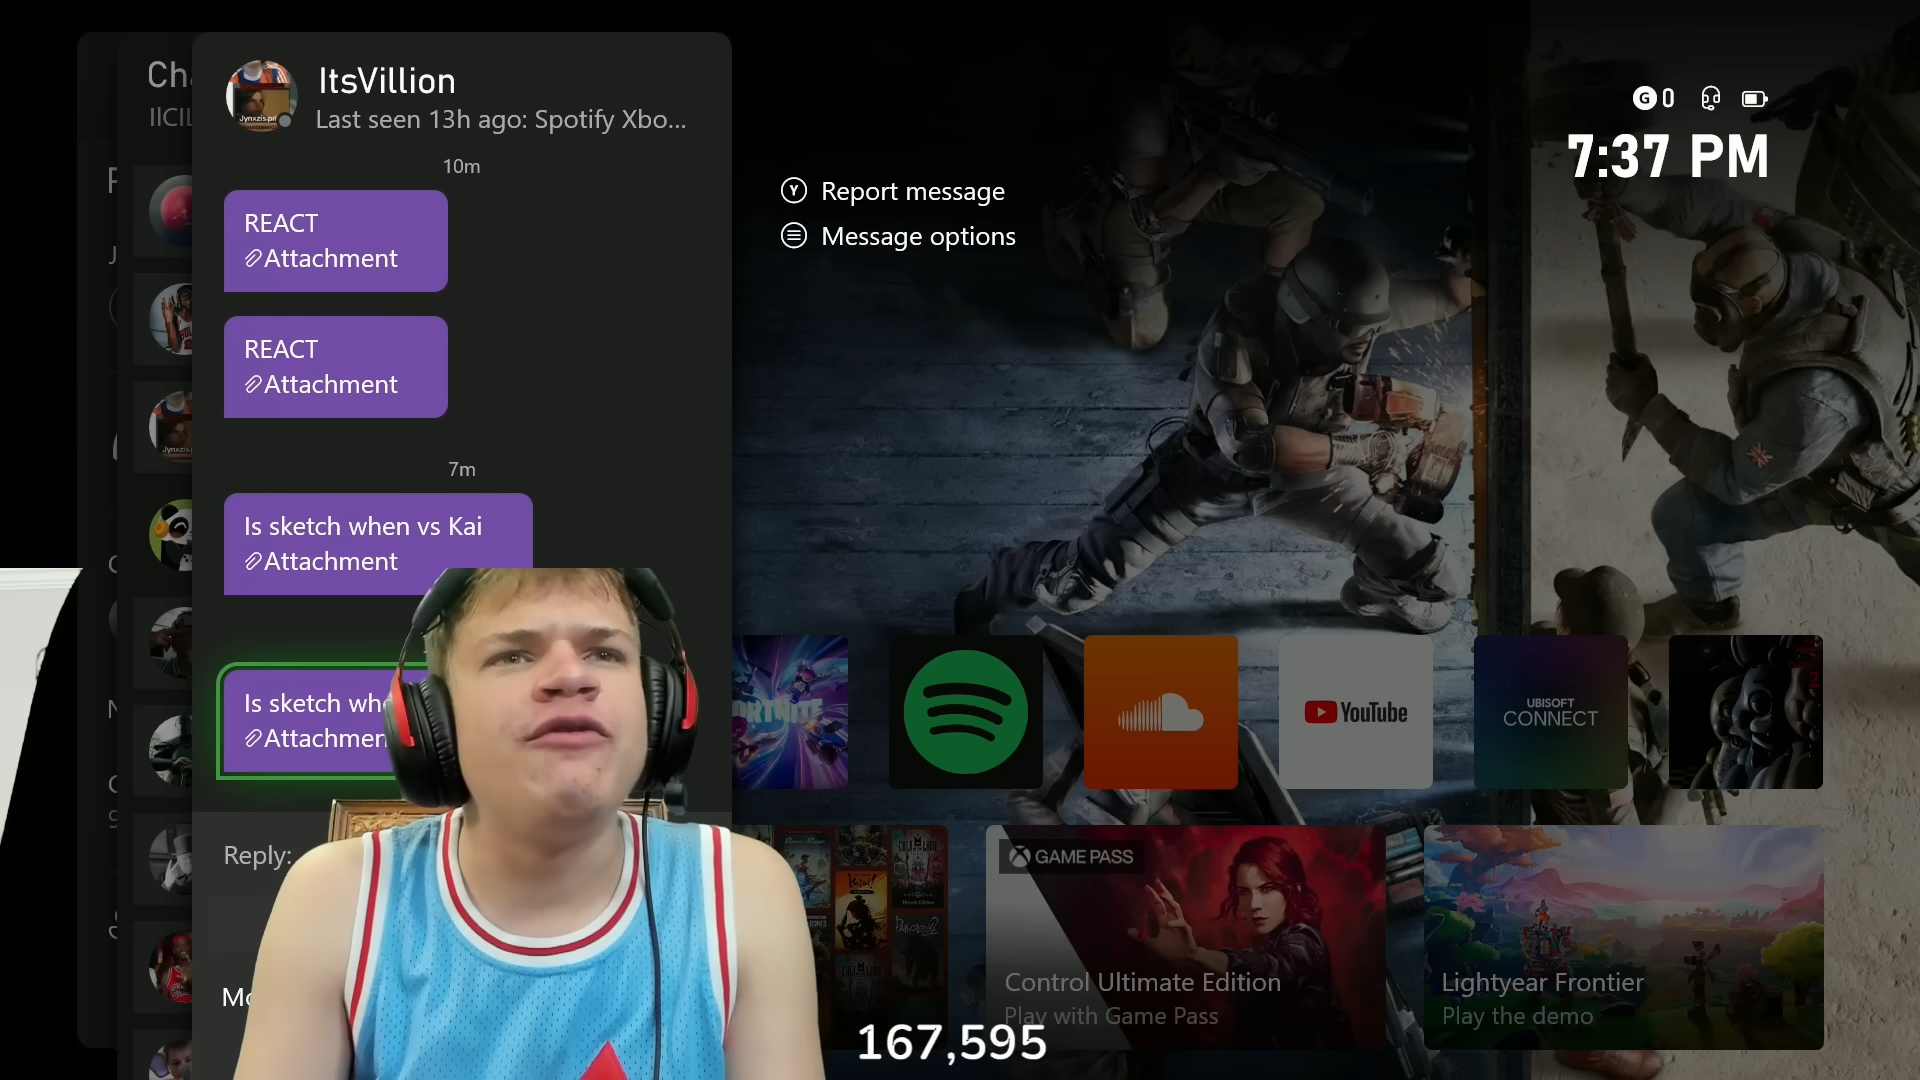 ItsVillion
Last seen 13h ago: Spotify Xbo...
10m
REACT
Attachment
REACT
Attachment
7m
Is sketch when vs Kai
Attachment
Is sketch
Reply:
Y Report message
Message options
G 0
7:37 PM
Spotify
YouTube
UBISOFT
CONNECT
GAME PASS
Control Ultimate Edition
Play with Game Pass
Lightyear Frontier
Play the demo
167,595